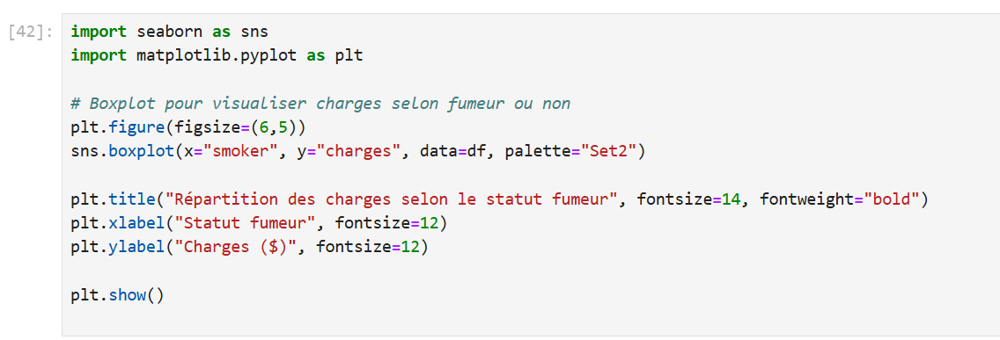 [42]:
import seaborn as sns
import matplotlib.pyplot as plt
# Boxplot pour visualiser charges selon fumeur ou non
plt.figure(figsize=(6,5))
sns.boxplot(x="smoker", y="charges", data=df, palette="Set2")
plt.title("Répartition des charges selon le statut fumeur", fontsize=14, fontweight="bold")
plt.xlabel("Statut fumeur", fontsize=12)
plt.ylabel("Charges ($)", fontsize=12)
plt.show()